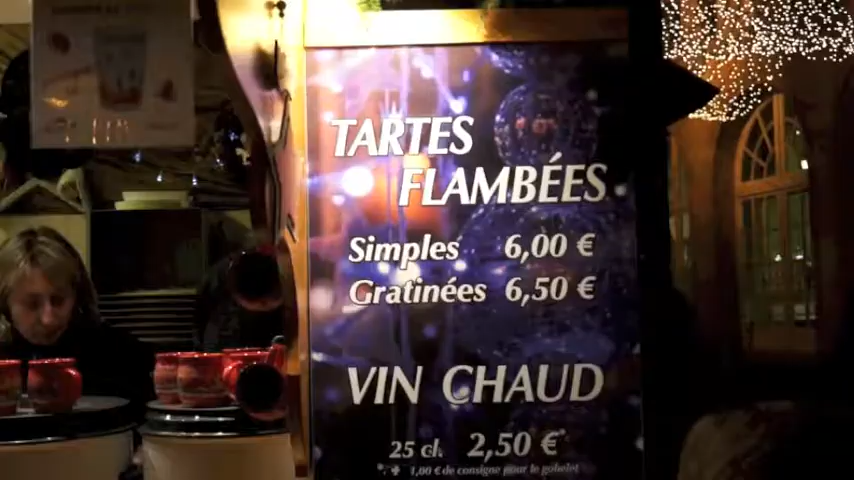 TARTES
FLAMBÉES
Simples 6,00 €
Gratinées 6,50 €
VIN CHAUD
25 cl. 2,50 €*
*: + 1,00 € de consigne pour le gobelet